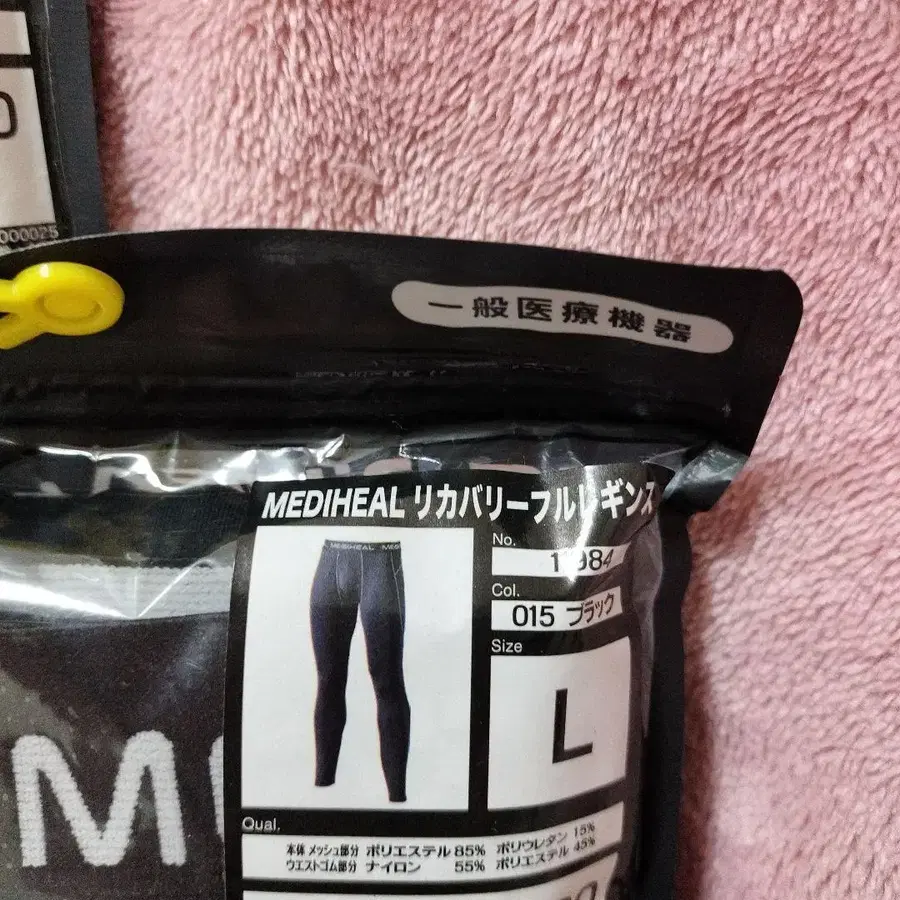 000025
一般医療機器
MEDIHEAL リカバリーフルレギンス
MEDIHEAL
No.
Col.
015 ブラック
Size
L
Qual.
本体 メッシュ部分 ポリエステル 85% ポリウレタン 15%
ウエストゴム部分 ナイロン 55% ポリエステル 45%
M